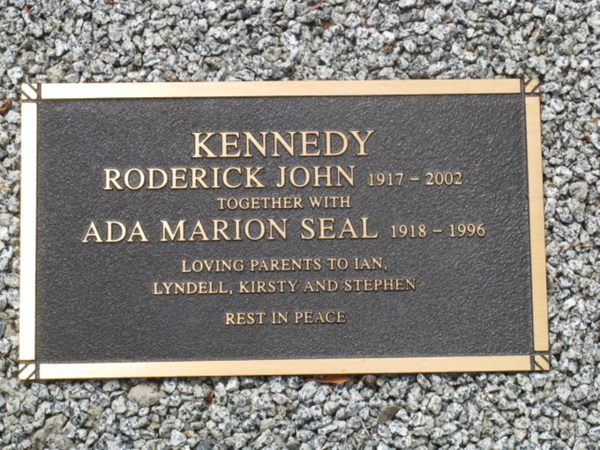 KENNEDY
RODERICK JOHN 1917 – 2002
TOGETHER WITH
ADA MARION SEAL 1918 – 1996
LOVING PARENTS TO IAN,
LYNDELL, KIRSTY AND STEPHEN
REST IN PEACE